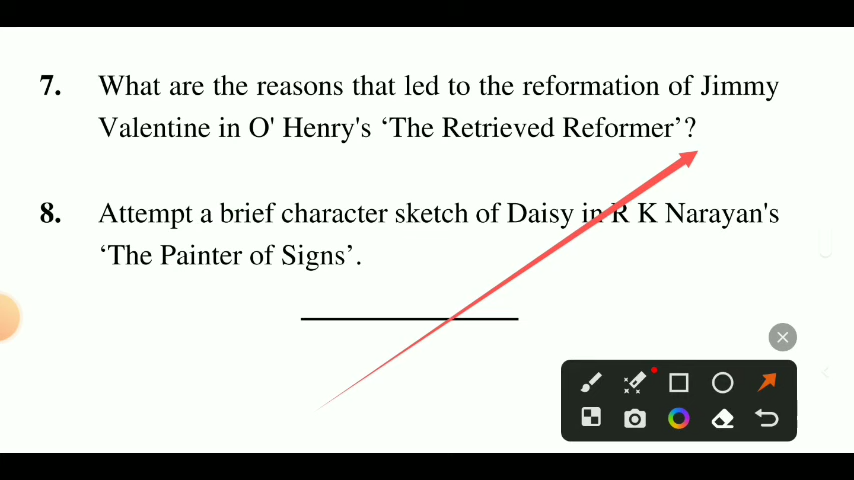 7. What are the reasons that led to the reformation of Jimmy
Valentine in O' Henry's ‘The Retrieved Reformer’?
8. Attempt a brief character sketch of Daisy in R K Narayan's
‘The Painter of Signs’.